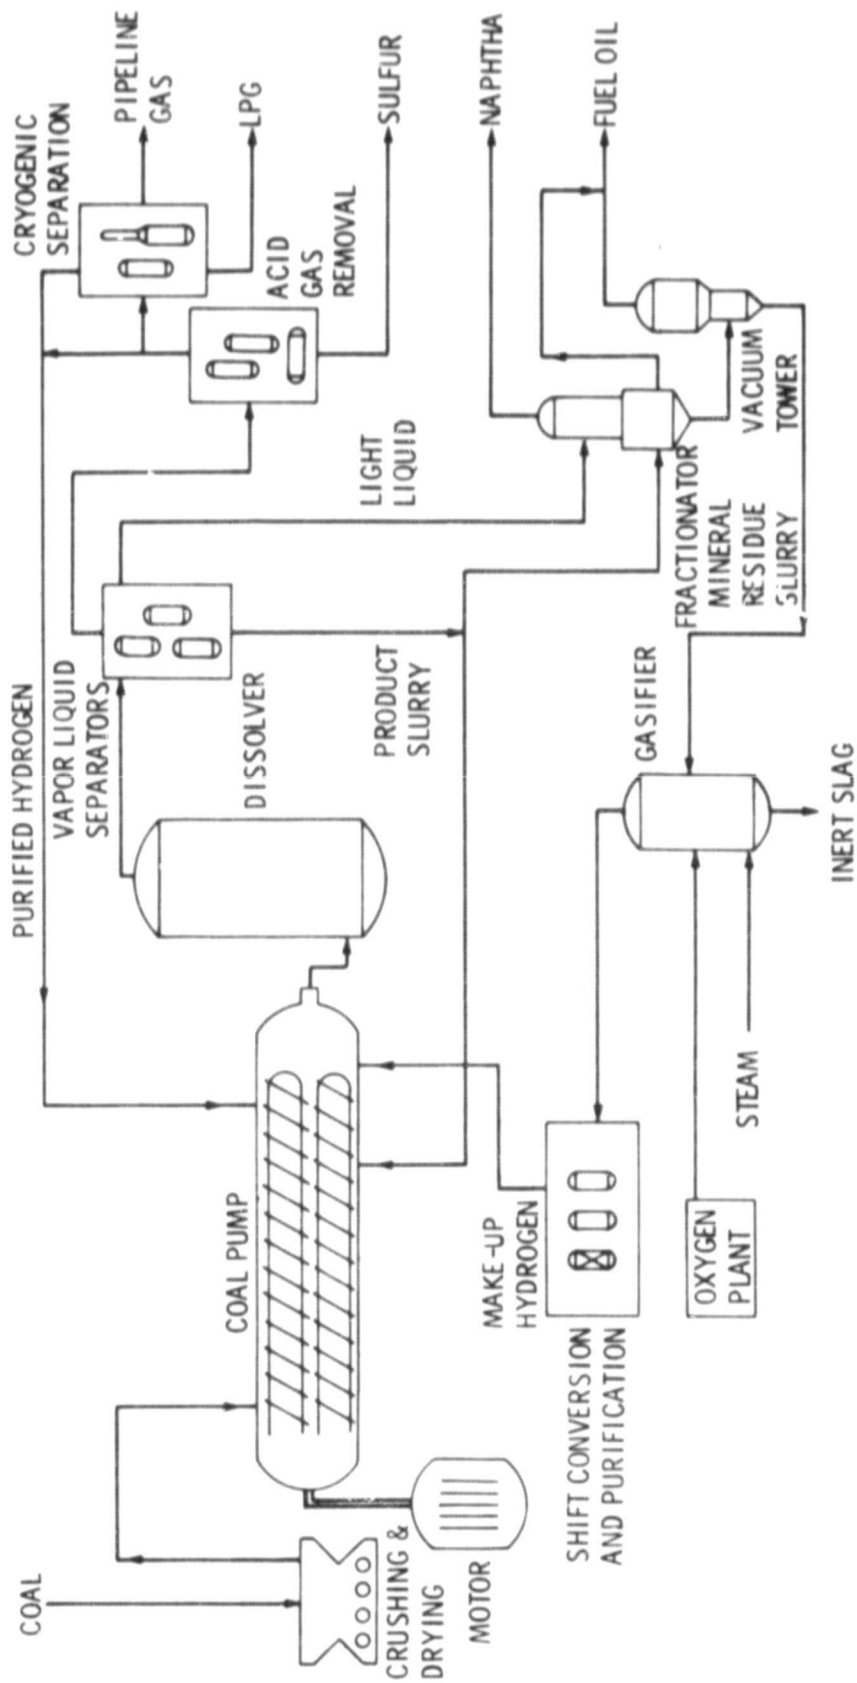 COAL
CRUSHING &
DRYING
MOTOR
COAL PUMP
SHIFT CONVERSION
AND PURIFICATION
MAKE-UP
HYDROGEN
OXYGEN
PLANT
STEAM
PURIFIED HYDROGEN
VAPOR LIQUID
SEPARATORS
DISSOLVER
PRODUCT
SLURRY
GASIFIER
INERT SLAG
LIGHT
LIQUID
FRACTIONATOR
MINERAL
RESIDUE
SLURRY
VACUUM
TOWER
CRYOGENIC
SEPARATION
ACID
GAS
REMOVAL
PIPELINE
GAS
LPG
SULFUR
NAPHTHA
FUEL OIL